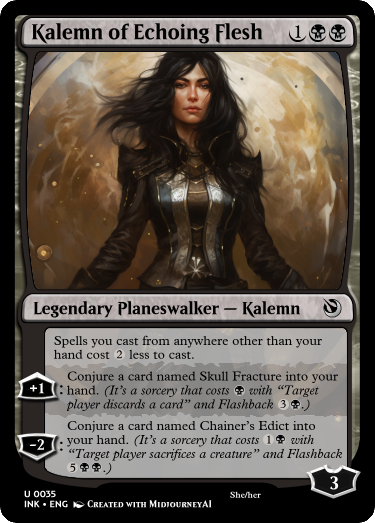 Kalemn of Echoing Flesh 1
Legendary Planeswalker — Kalemn
Spells you cast from anywhere other than your
hand cost 2 less to cast.
+1: Conjure a card named Skull Fracture into your
hand. (It's a sorcery that costs with "Target
player discards a card" and Flashback 3 .)
-2: Conjure a card named Chainer's Edict into
your hand. (It's a sorcery that costs 1 with
"Target player sacrifices a creature" and Flashback
5 .)
3
U 0035
She/her
INK • ENG Created with MidjourneyAI